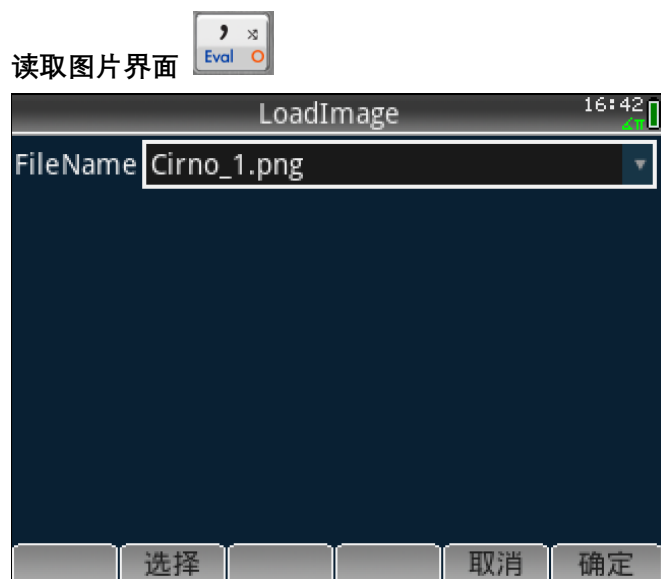 读取图片界面
,
Eval O
LoadImage 16:42
∡π
FileName Cirno_1.png
选择 取消 确定